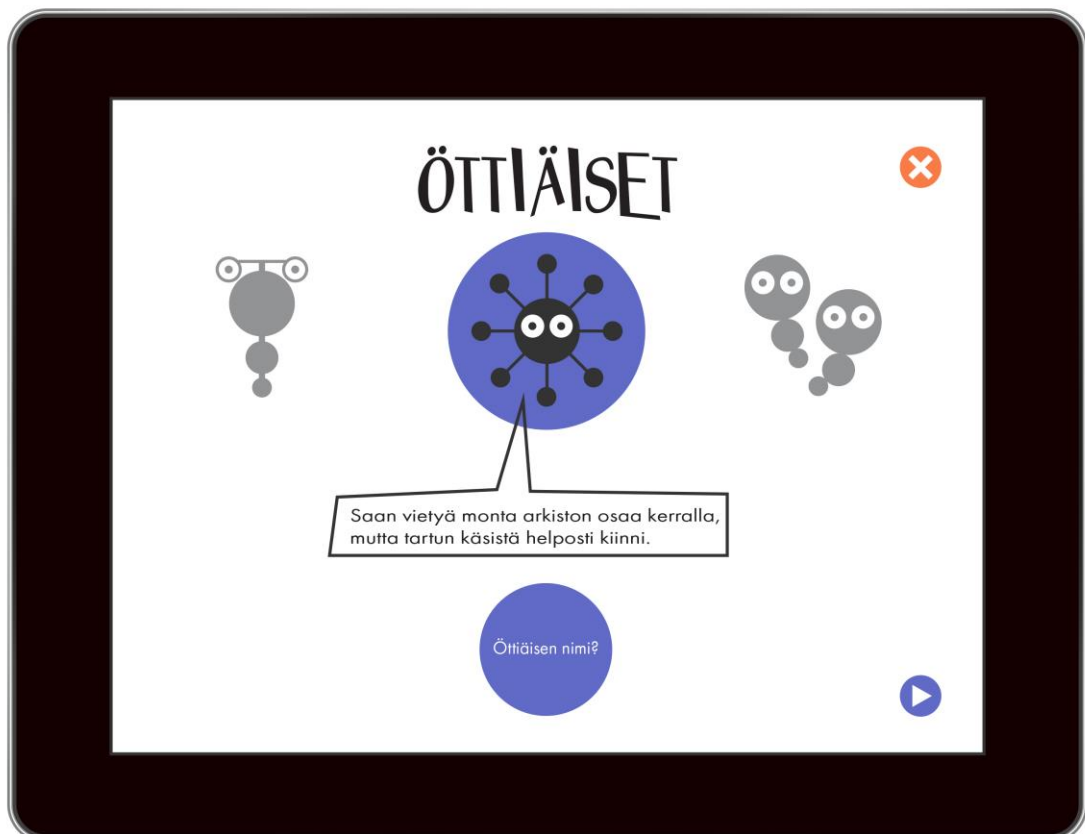 ÖTTIÄISET
Saan vietyä monta arkiston osaa kerralla,
mutta tartun käsistä helposti kiinni.
Öttiäisen nimi?